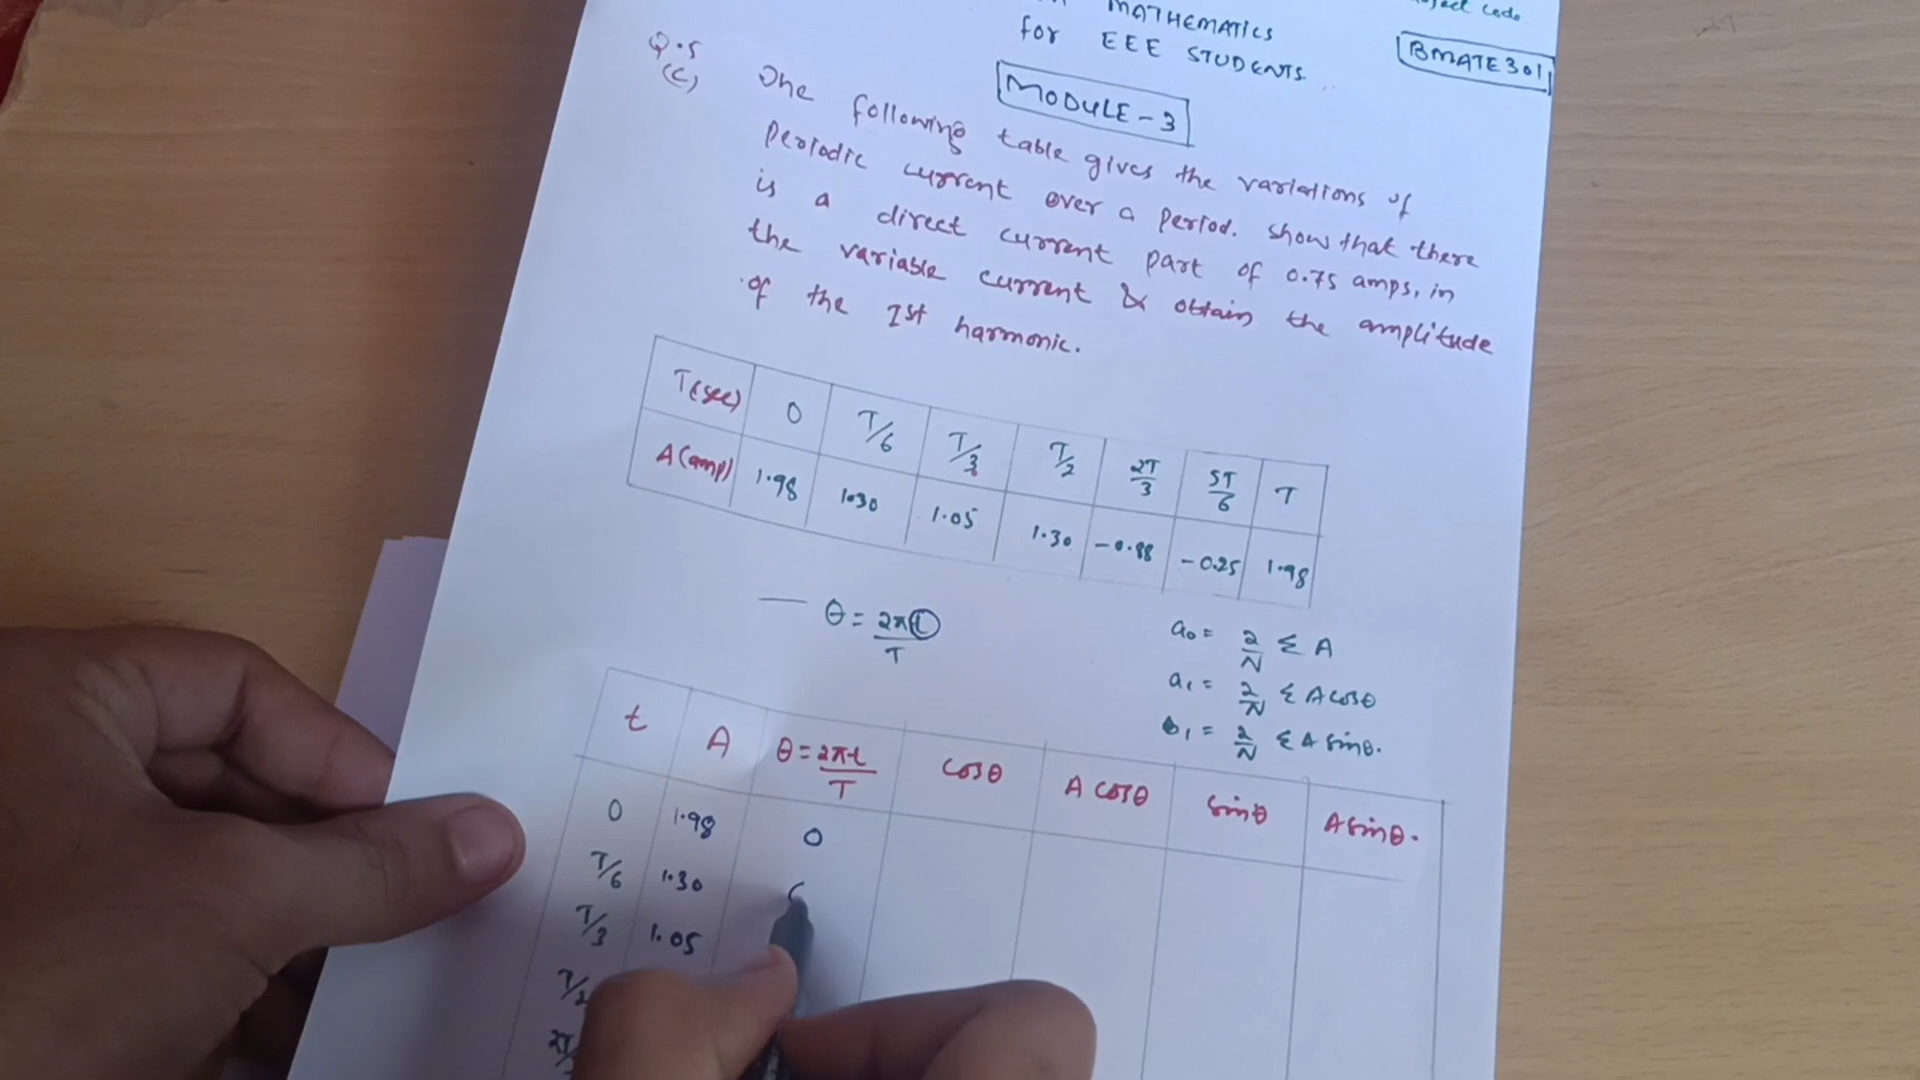 MATHEMATICS
for EEE STUDENTS
Code
BMATE301
MODULE-3
Q.5
(C)
One following table gives the variations of
periodic current over a period. Show that there
is a direct current part of 0.75 amps, in
the variable current & obtain the amplitude
of the 1st harmonic.
T(sec) 0 T/6 T/3 T/2 2T/3 5T/6 T
A(amp) 1.98 1.30 1.05 1.30 -0.88 -0.25 1.98
θ = 2πt/T
a0 = 2/N Σ A
a1 = 2/N Σ A cosθ
b1 = 2/N Σ A sinθ.
t A θ = 2πt/T cosθ A cosθ sinθ A sinθ.
0 1.98 0
T/6 1.30
T/3 1.05
T/2